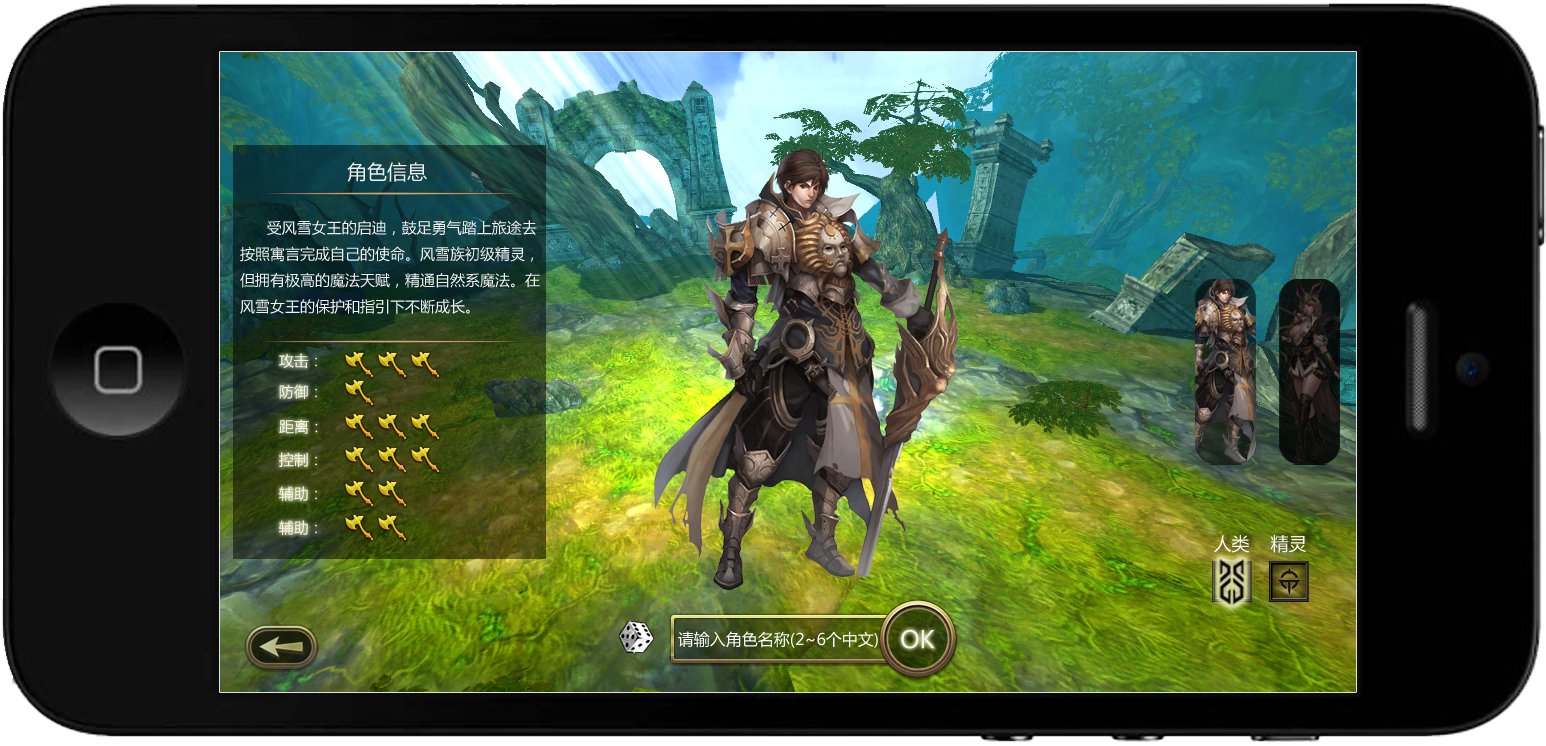 角色信息
受风雪女王的启迪，鼓足勇气踏上旅途去
按照寓言完成自己的使命。风雪族初级精灵，
但拥有极高的魔法天赋，精通自然系魔法。在
风雪女王的保护和指引下不断成长。
攻击：
防御：
距离：
控制：
辅助：
辅助：
人类 精灵
请输入角色名称(2~6个中文)
OK